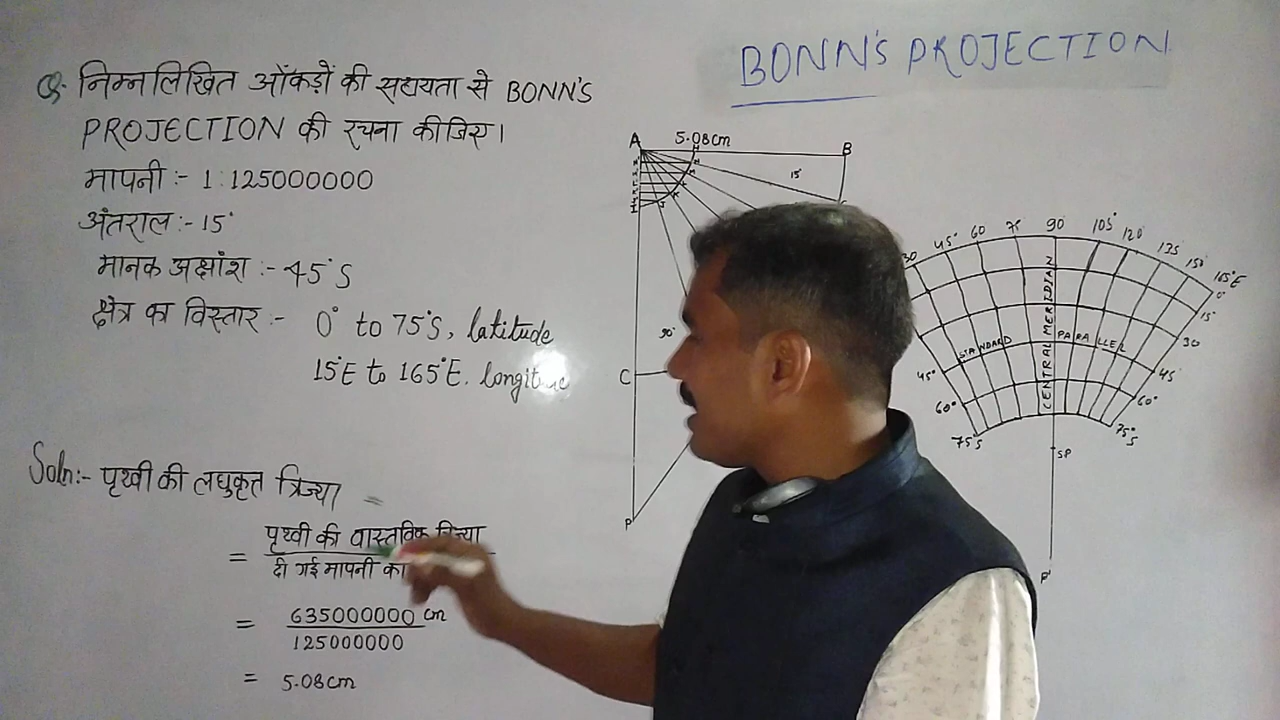 BONN'S PROJECTION
Q:- निम्नलिखित आँकड़ों की सहायता से BONN'S
PROJECTION की रचना कीजिए।
मापनी :- 1:125000000
अंतराल:- 15°
मानक अक्षांश :- 45°S
क्षेत्र का विस्तार :- 0° to 75°S, latitude
15°E to 165°E. longitude
Soln:- पृथ्वी की लघुकृत त्रिज्या =
= पृथ्वी की वास्तविक त्रिज्या
दी गई मापनी का
= 635000000 cm
125000000
= 5.08cm
A 5.08cm B
15°
90°
C
P
30 45° 60 75 90 105° 120 135 150 165°E
0°
15°
30
45°
60°
75°S
45°
60°
75°S
STANDARD PARALLEL
CENTRAL MERIDIAN
SP
P'